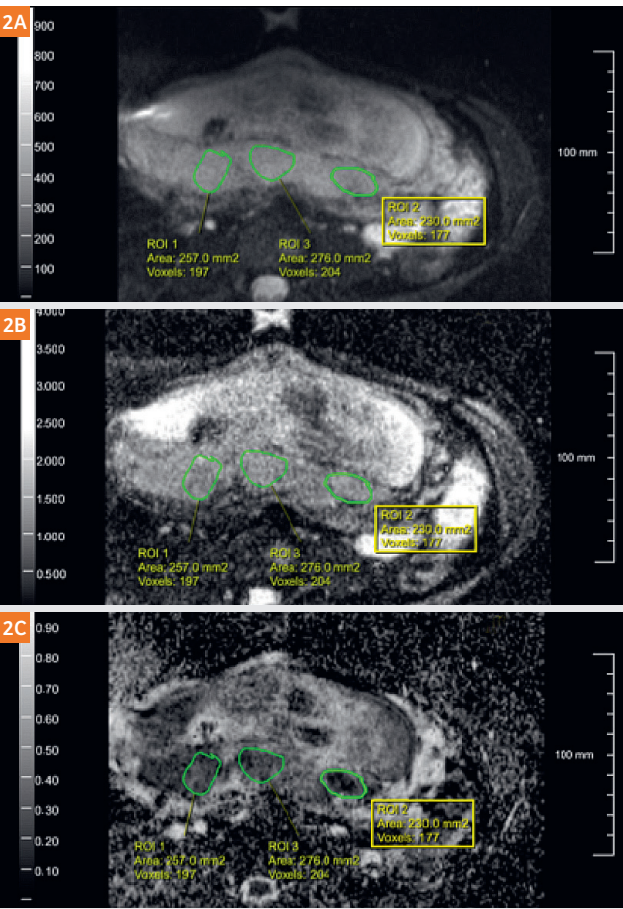 2A
900
800
700
600
500
400
300
200
100
100 mm
ROI 1
Area: 257.0 mm2
Voxels: 197
ROI 3
Area: 276.0 mm2
Voxels: 204
ROI 2
Area: 230.0 mm2
Voxels: 177
2B
4.000
3.500
3.000
2.500
2.000
1.500
1.000
0.500
100 mm
ROI 1
Area: 257.0 mm2
Voxels: 197
ROI 3
Area: 276.0 mm2
Voxels: 204
ROI 2
Area: 230.0 mm2
Voxels: 177
2C
0.90
0.80
0.70
0.60
0.50
0.40
0.30
0.20
0.10
100 mm
ROI 1
Area: 257.0 mm2
Voxels: 197
ROI 3
Area: 276.0 mm2
Voxels: 204
ROI 2
Area: 230.0 mm2
Voxels: 177